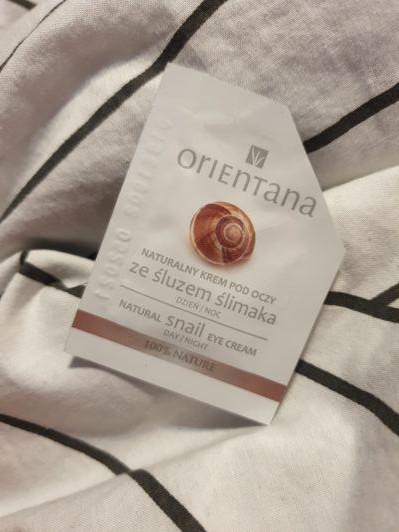 ORIENTana
NATURALNY KREM POD OCZY
ze śluzem ślimaka
DZIEŃ / NOC
NATURAL snail EYE CREAM
DAY / NIGHT
100% NATURE